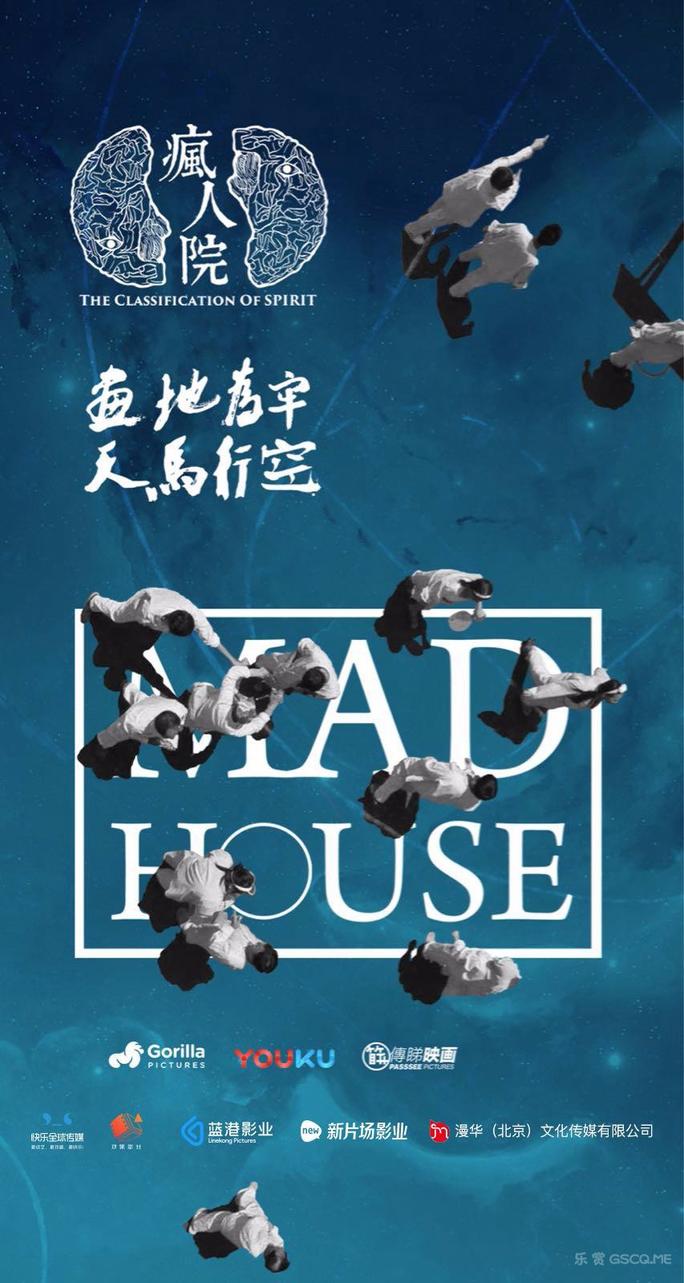 瘋人院
THE CLASSIFICATION OF SPIRIT
畫地為牢
天馬行空
MAD
HOUSE
Gorilla PICTURES
YOUKU
傳睇映画 PASSSEE PICTURES
快乐全球传媒
蓝港影业 Linekong Pictures
new 新片场影业
漫华（北京）文化传媒有限公司
乐赏 GSCQ.ME